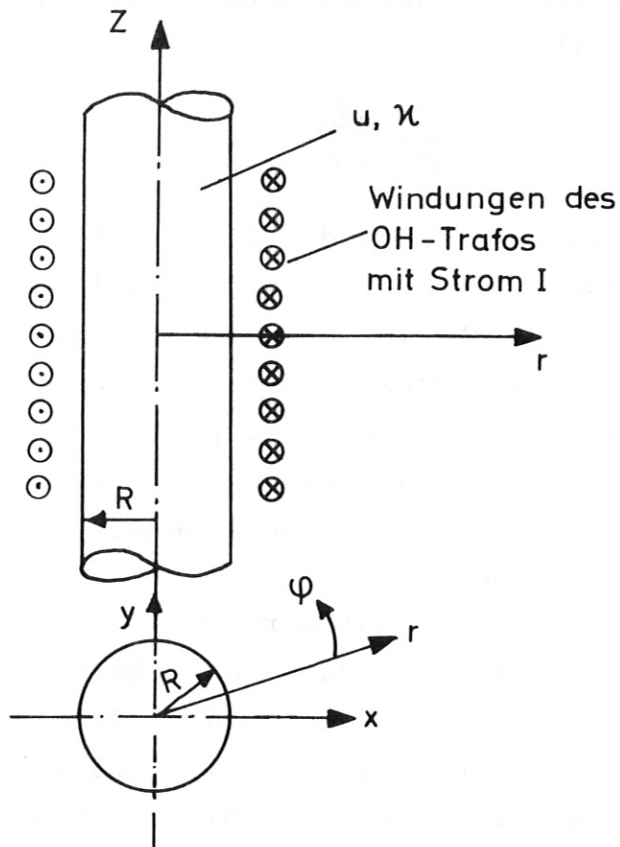 Z
u, ϰ
Windungen des
OH-Trafos
mit Strom I
r
R
y
φ
r
R
x